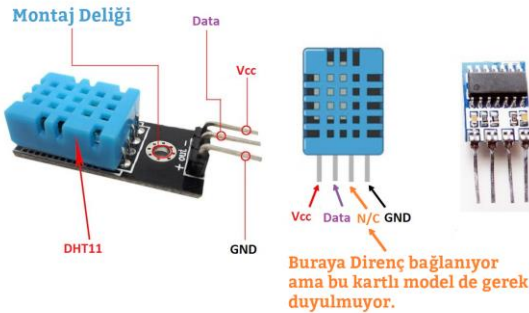 Montaj Deliği
Data
Vcc
+ out -
DHT11
GND
Vcc Data N/C GND
Buraya Direnç bağlanıyor
ama bu kartlı model de gerek
duyulmuyor.